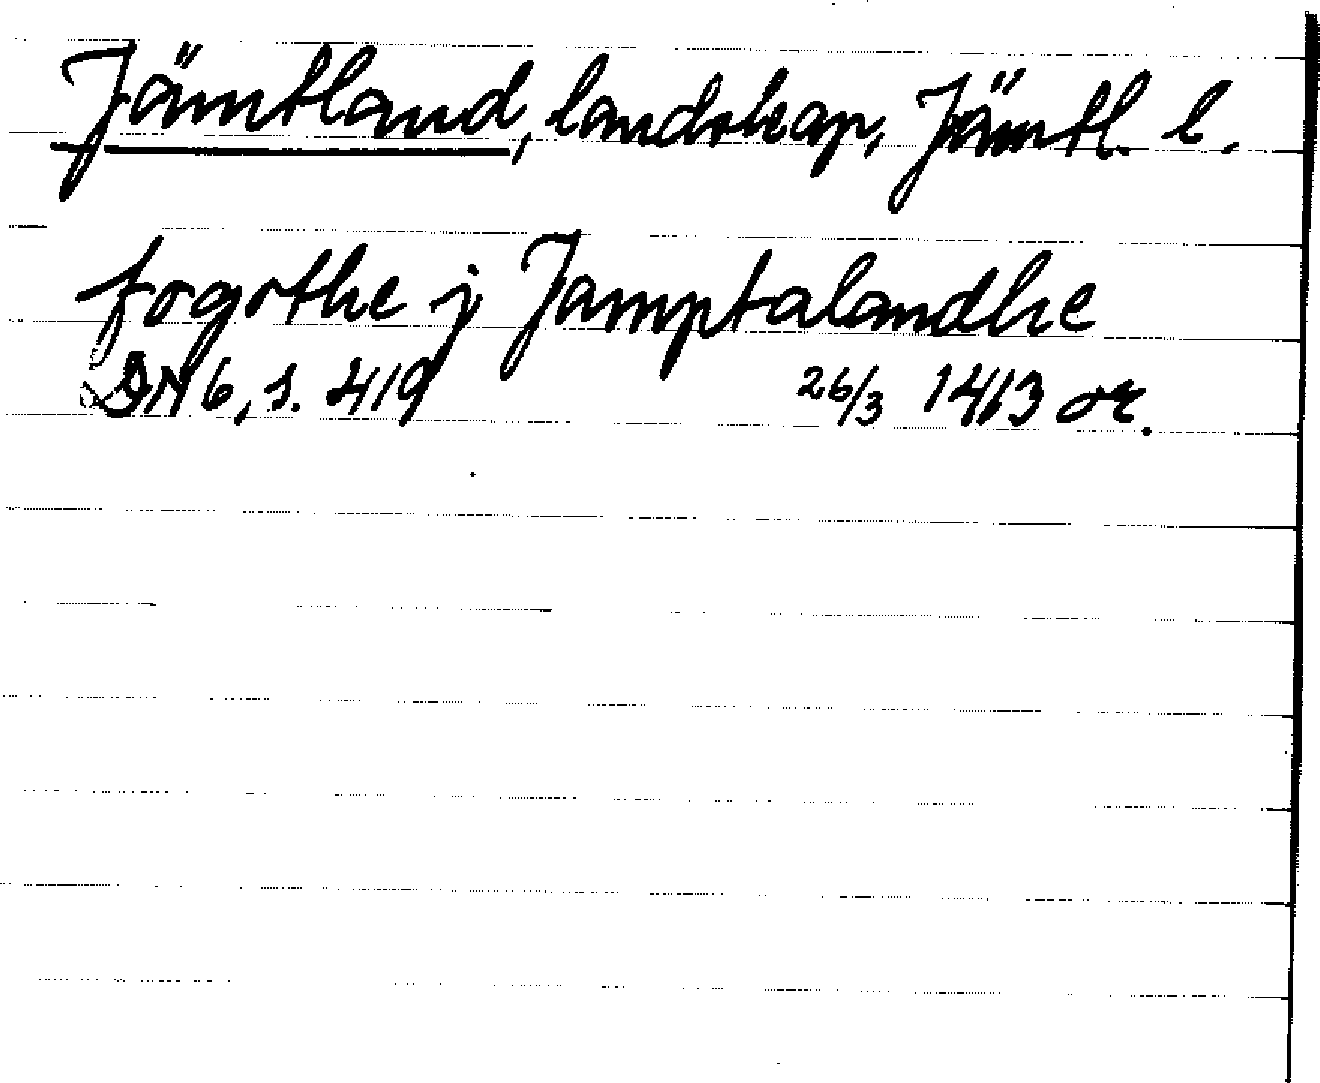 Jämtland, landskap, Jämtl. l.
fogothe j Jamptalandhe
DN 6, s. 419 26/3 1413 or.